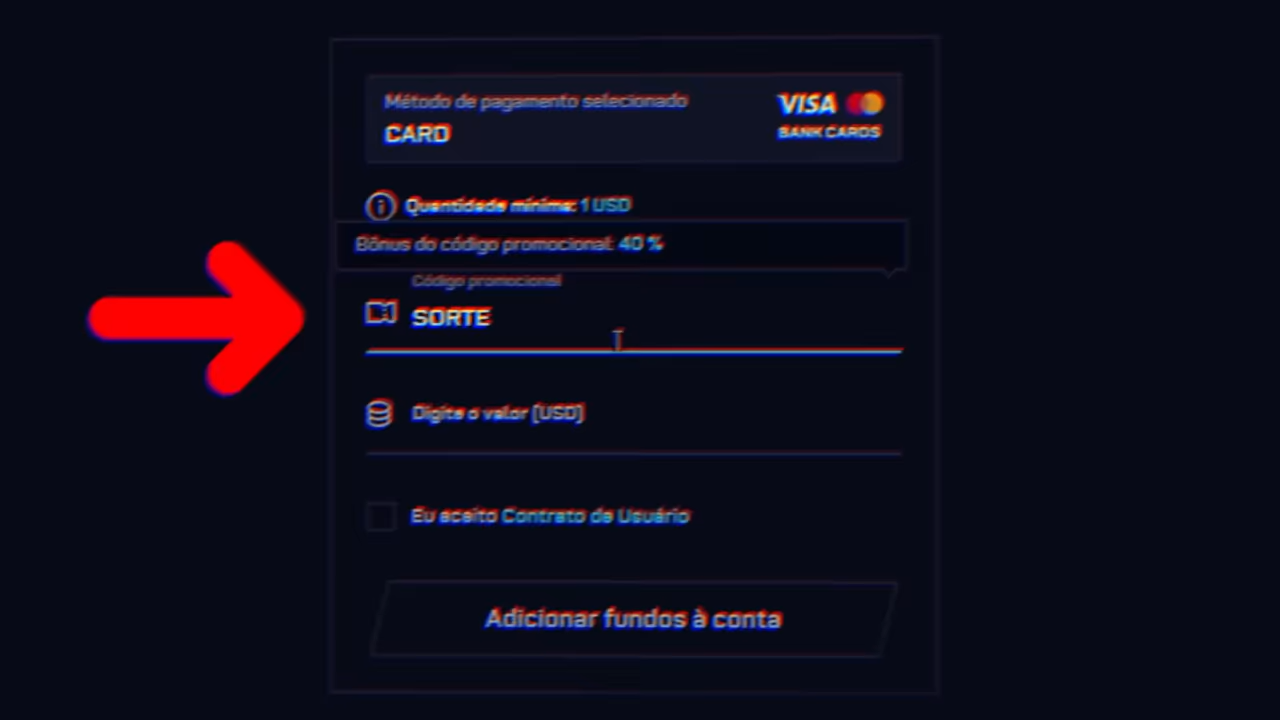 Método de pagamento selecionado
CARD
VISA
BANK CARDS
Quantidade mínima: 1 USD
Bônus do código promocional: 40 %
Código promocional
SORTE
Digite o valor (USD)
Eu aceito Contrato de Usuário
Adicionar fundos à conta